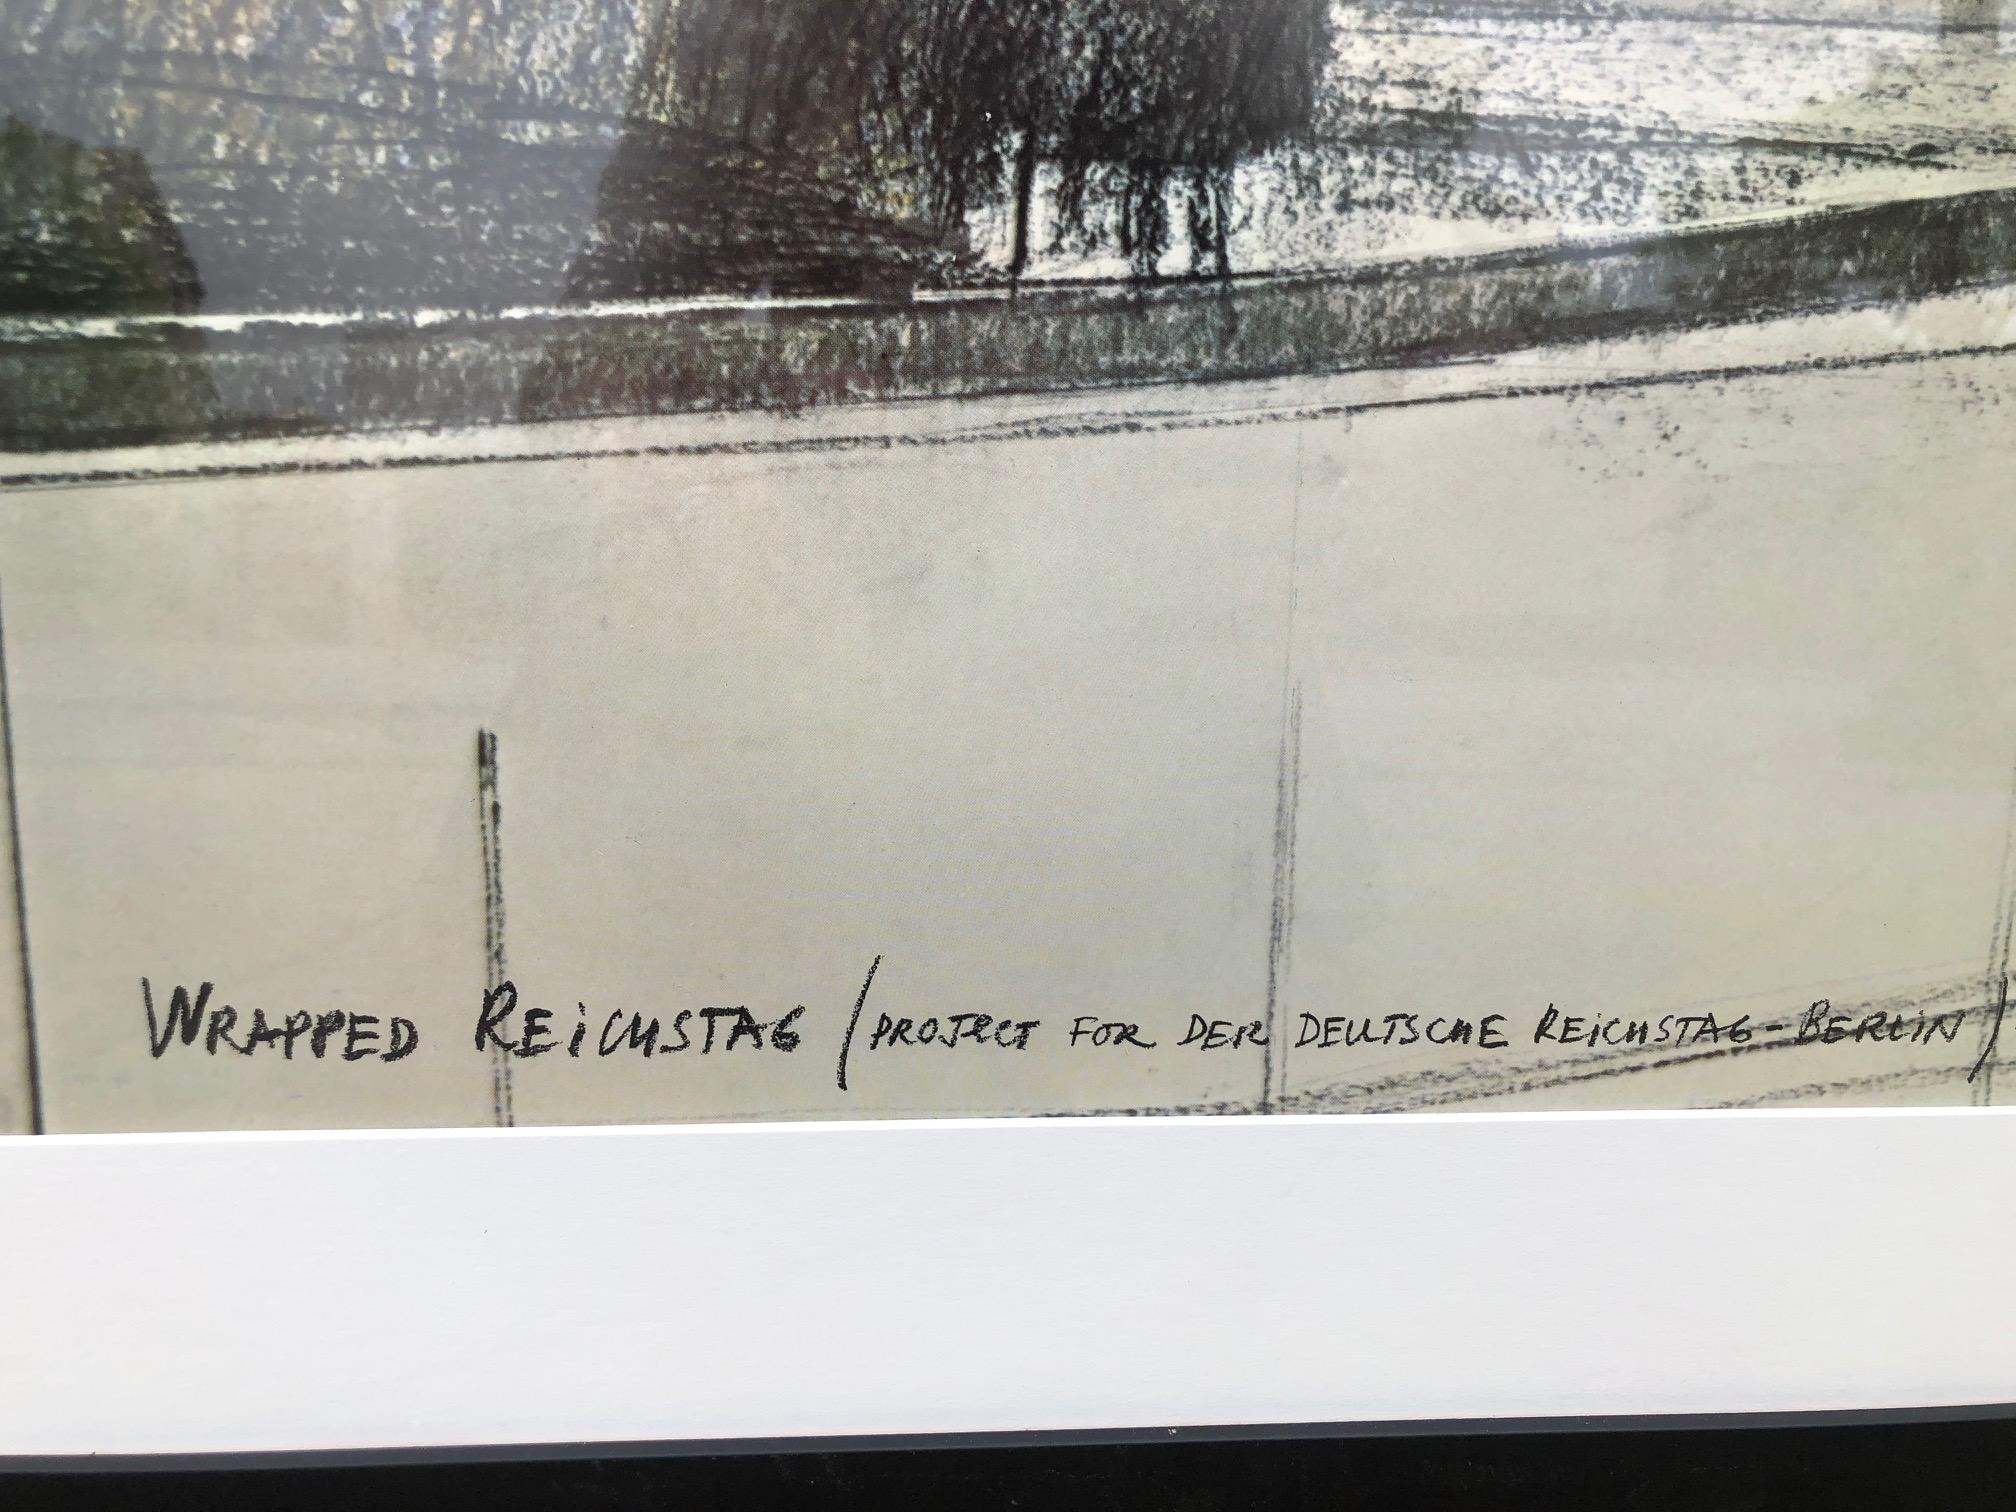 WRAPPED REICHSTAG / PROJECT FOR DER DEUTSCHE REICHSTAG-BERLIN /